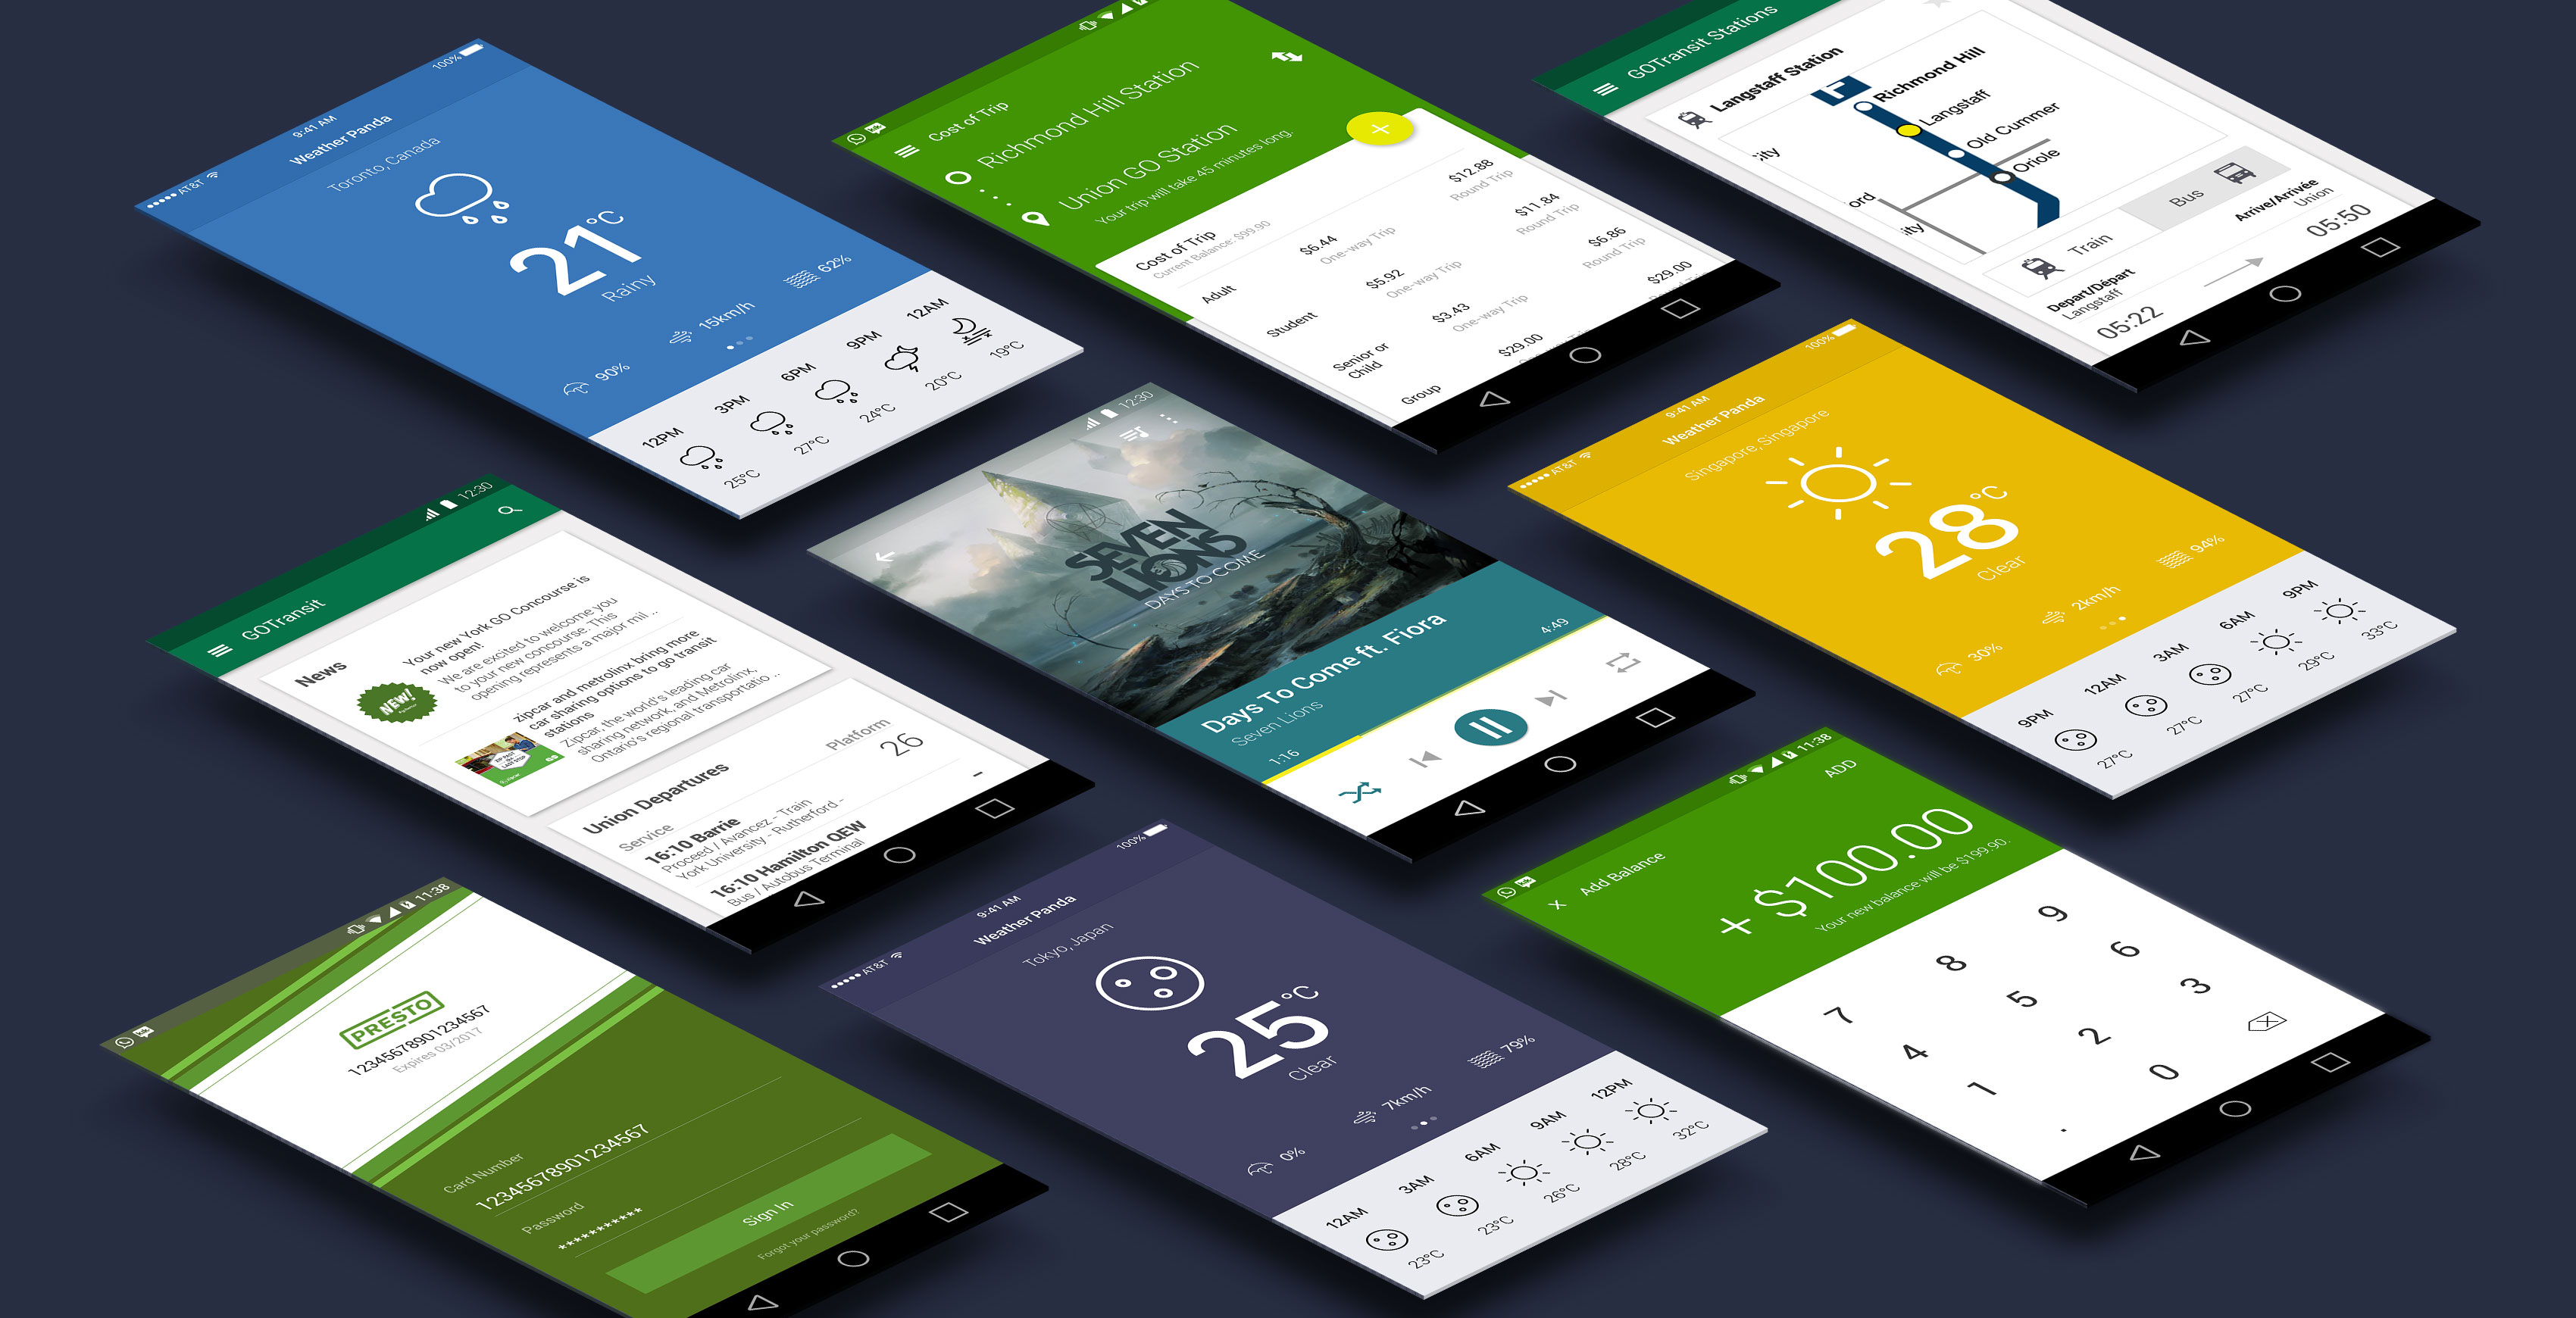 AT&T
9:41 AM
100%
Weather Panda
Toronto, Canada
21°C
Rainy
90%
15km/h
62%
12PM
3PM
6PM
9PM
12AM
25°C
27°C
24°C
20°C
19°C
Cost of Trip
Richmond Hill Station
Union GO Station
Your trip will take 45 minutes long.
+
Cost of Trip
Current Balance: $99.90
Adult
$6.44
One-way Trip
$12.88
Round Trip
Student
$5.92
One-way Trip
$11.84
Round Trip
Senior or
Child
$3.43
One-way Trip
$6.86
Round Trip
Group
$29.00
$29.00
GOTransit Stations
Langstaff Station
Richmond Hill
Langstaff
Old Cummer
Oriole
Train
Bus
Depart/Départ
Langstaff
05:22
Arrive/Arrivée
Union
05:50
12:30
GOTransit
News
NEW!
Your new York GO Concourse is
now open!
We are excited to welcome you
to your new concourse. This
opening represents a major mil ..
zipcar and metrolinx bring more
car sharing options to go transit
stations
Zipcar, the world's leading car
sharing network, and Metrolinx,
Ontario's regional transportatio ..
Union Departures
Service
Platform
16:10 Barrie
26
Proceed / Avancez - Train
York University - Rutherford -
16:10 Hamilton QEW
-
Bus / Autobus Terminal
12:30
SEVEN
LIONS
DAYS TO COME
Days To Come ft. Fiora
Seven Lions
1:16
4:49
AT&T
9:41 AM
100%
Weather Panda
Singapore, Singapore
28°C
Clear
30%
2km/h
94%
9PM
12AM
3AM
6AM
9PM
27°C
27°C
27°C
29°C
33°C
11:38
PRESTO
12345678901234567
Expires 03/2017
Card Number
12345678901234567
Password
***********
Sign In
Forgot your password?
AT&T
9:41 AM
100%
Weather Panda
Tokyo, Japan
25°C
Clear
0%
7km/h
79%
12AM
3AM
6AM
9AM
12PM
23°C
23°C
26°C
28°C
32°C
11:38
X
Add Balance
ADD
+ $100.00
Your new balance will be $199.90.
7
8
9
4
5
6
1
2
3
.
0